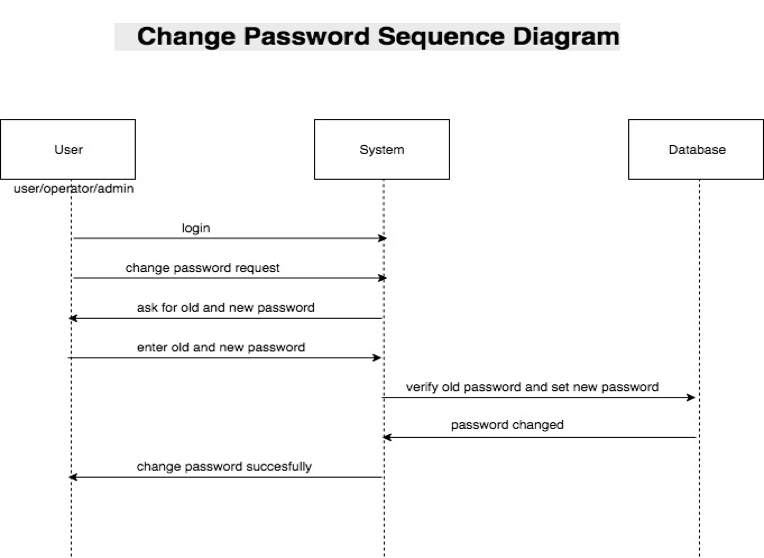 Change Password Sequence Diagram
User
System
Database
user/operator/admin
login
change password request
ask for old and new password
enter old and new password
verify old password and set new password
password changed
change password succesfully